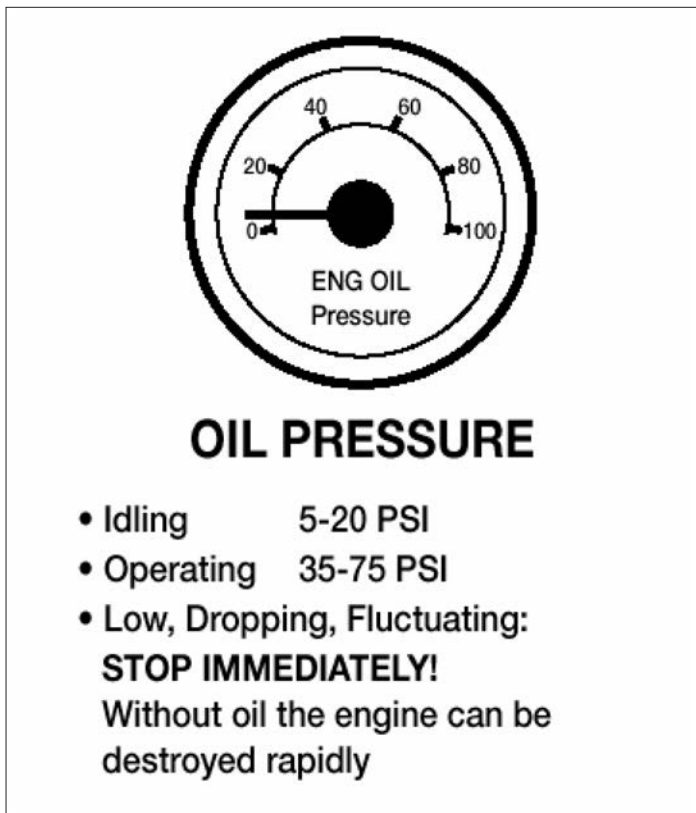 40 60
20 80
0 100
ENG OIL
Pressure
OIL PRESSURE
• Idling 5-20 PSI
• Operating 35-75 PSI
• Low, Dropping, Fluctuating:
STOP IMMEDIATELY!
Without oil the engine can be
destroyed rapidly